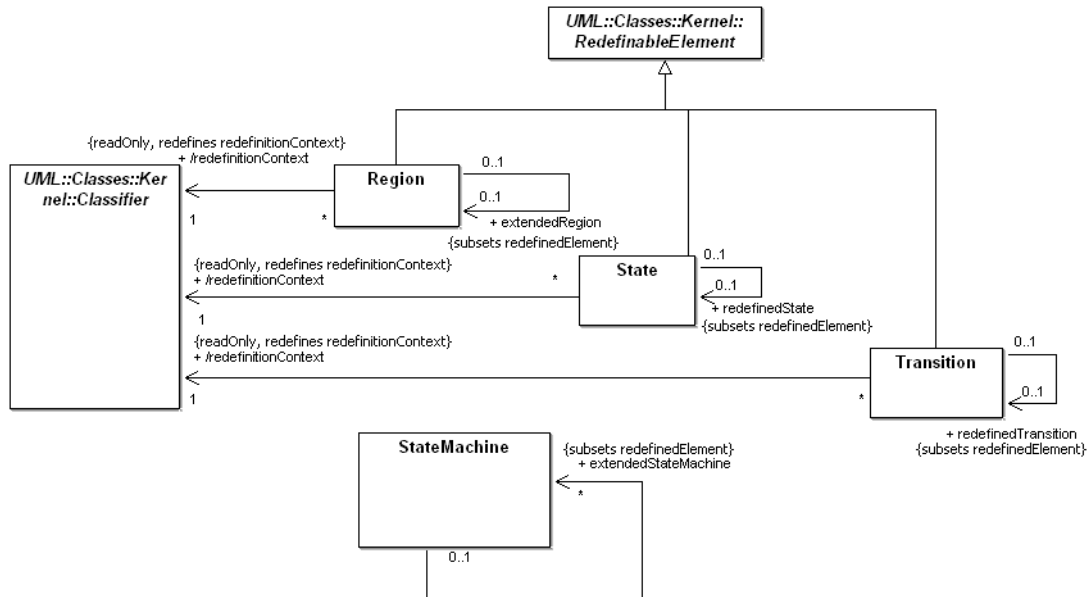 UML::Classes::Kernel::
RedefinableElement
{readOnly, redefines redefinitionContext}
+ /redefinitionContext
UML::Classes::Ker
nel::Classifier
1
*
Region
0..1
0..1
+ extendedRegion
{subsets redefinedElement}
{readOnly, redefines redefinitionContext}
+ /redefinitionContext
1
*
State
0..1
0..1
+ redefinedState
{subsets redefinedElement}
{readOnly, redefines redefinitionContext}
+ /redefinitionContext
1
*
Transition
0..1
0..1
+ redefinedTransition
{subsets redefinedElement}
StateMachine
{subsets redefinedElement}
+ extendedStateMachine
*
0..1